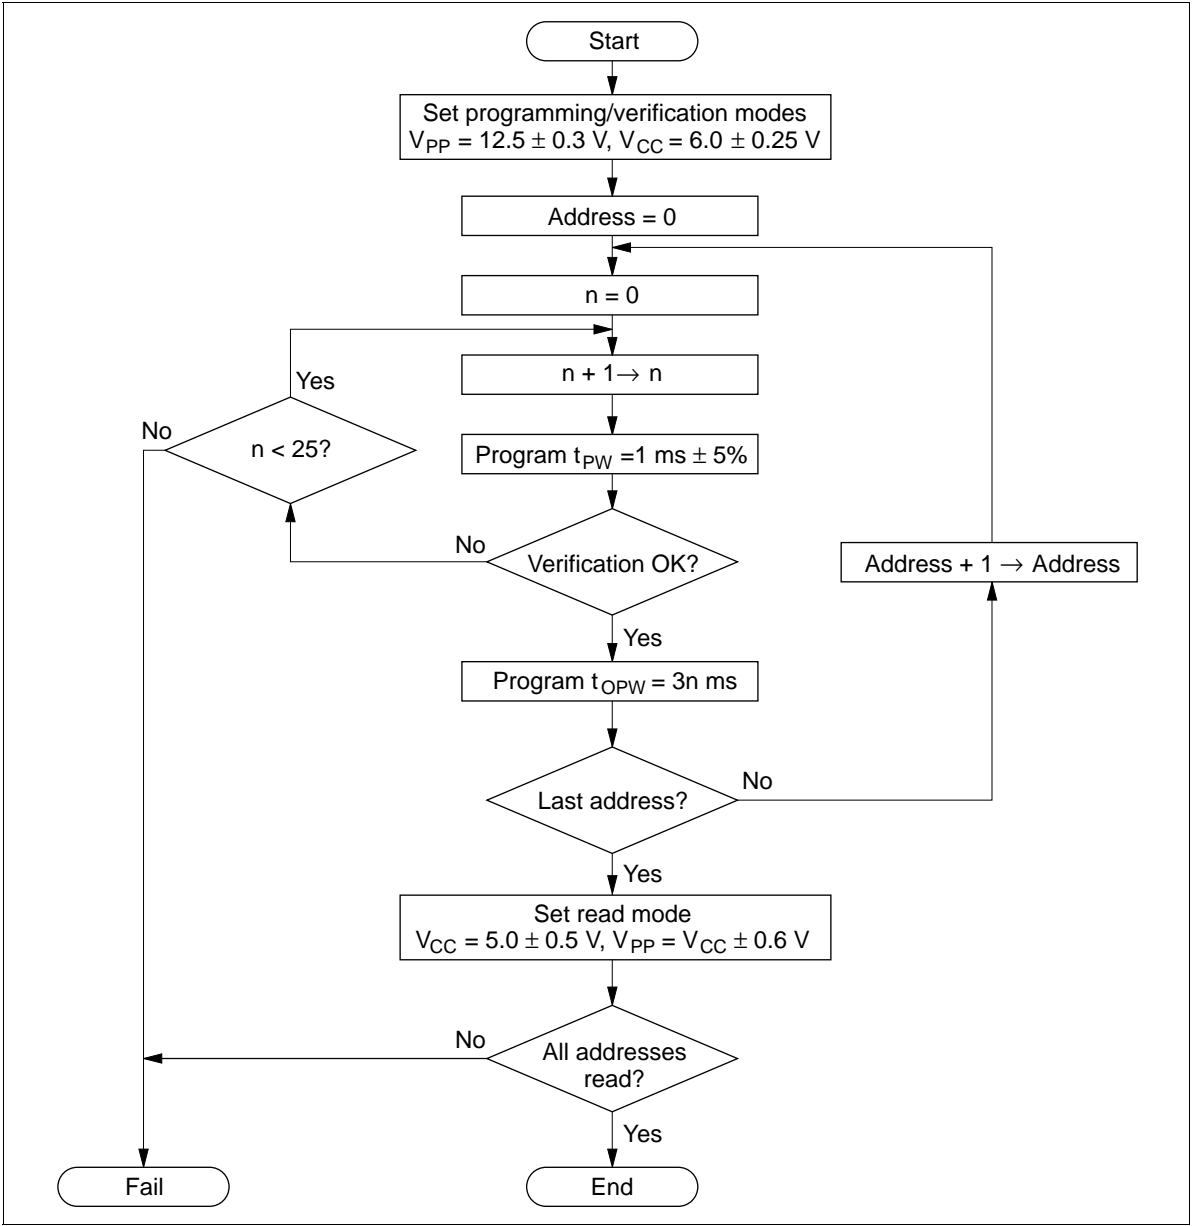 Start
Set programming/verification modes
VPP = 12.5 ± 0.3 V, VCC = 6.0 ± 0.25 V
Address = 0
n = 0
n + 1→ n
Yes
No
n < 25?
Program tPW =1 ms ± 5%
No
Verification OK?
Address + 1 → Address
Yes
Program tOPW = 3n ms
No
Last address?
Yes
Set read mode
VCC = 5.0 ± 0.5 V, VPP = VCC ± 0.6 V
No
All addresses
read?
Yes
Fail
End